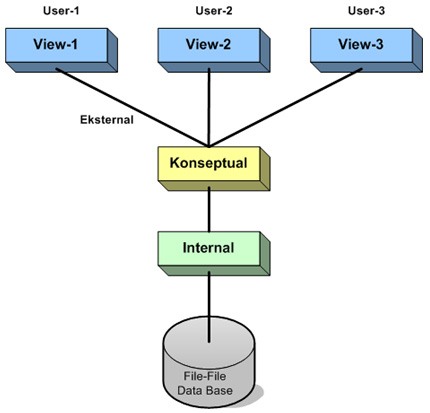 User-1
User-2
User-3
View-1
View-2
View-3
Eksternal
Konseptual
Internal
File-File
Data Base